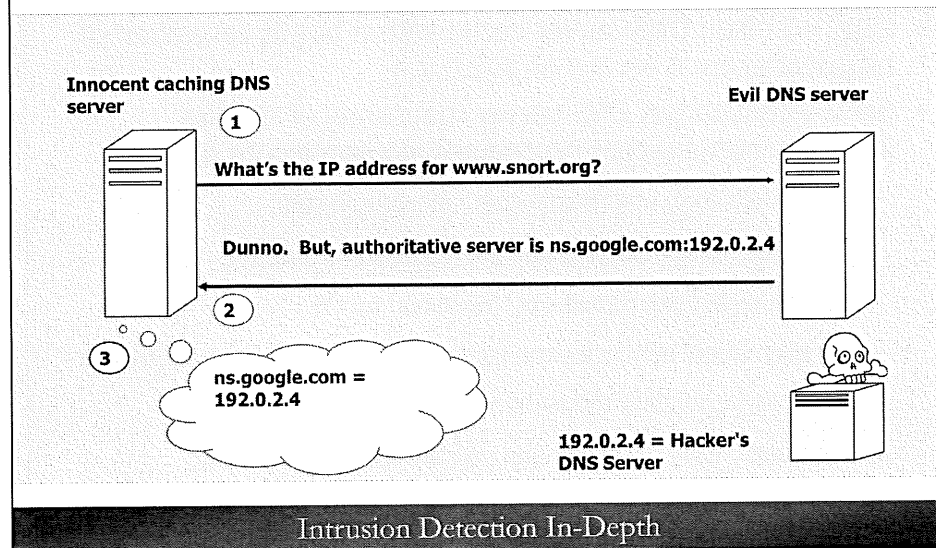 Innocent caching DNS
server
Evil DNS server
1
What's the IP address for www.snort.org?
Dunno. But, authoritative server is ns.google.com:192.0.2.4
2
3
ns.google.com =
192.0.2.4
192.0.2.4 = Hacker's
DNS Server
Intrusion Detection In-Depth